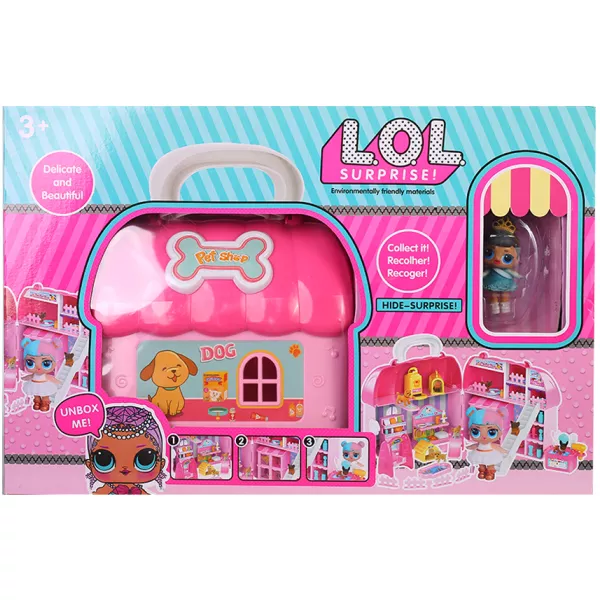 3+
Delicate
and
Beautiful
L.O.L.
SURPRISE!
Environmentally friendly materials
Collect it!
Recolher!
Recoger!
HIDE-SURPRISE!
Pet Shop
DOG
UNBOX
ME!
1
2
3